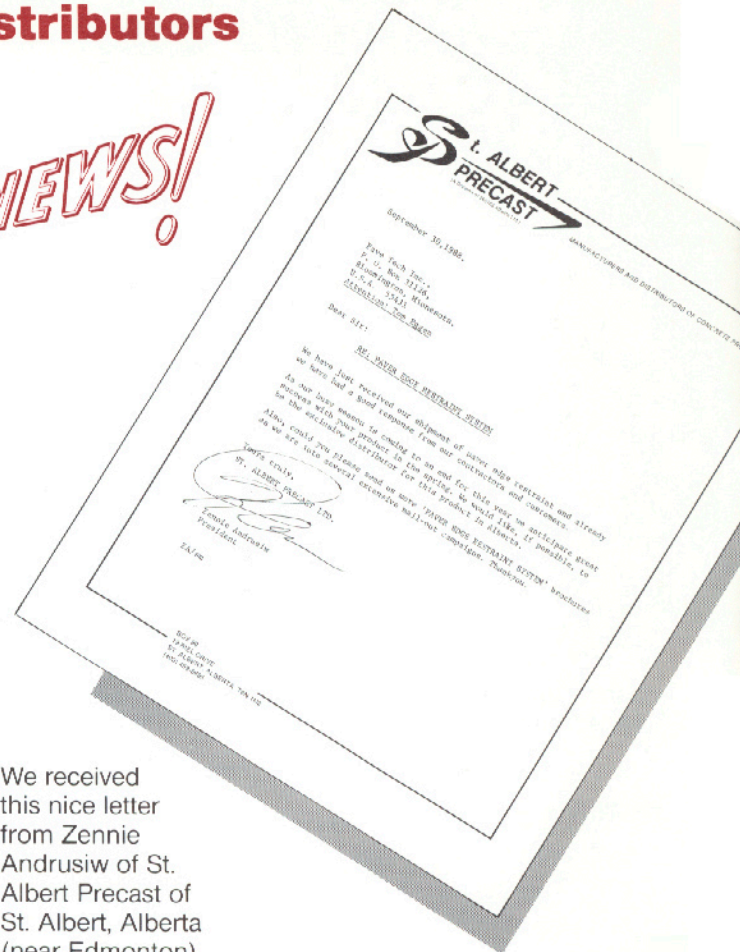 stributors
NEWS!
St. ALBERT
PRECAST
MANUFACTURERS AND DISTRIBUTORS OF CONCRETE
September 30, 1988.
Pave Tech Inc.,
P. O. Box 31126,
Bloomington, Minnesota,
U.S.A. 55431
Attention: Tom
Dear Sir:
RE: PAVER EDGE RESTRAINT SYSTEM
We have just received our shipment of paver edge restraint and already
we have had a good response from our contractors and customers.
As our busy season is coming to an end for this year we anticipate great
success with your product in the spring. We would like, if possible, to
be the exclusive distributor for this product in Alberta.
Also, could you please send us more 'PAVER EDGE RESTRAINT SYSTEM' brochures
as we are into several extensive mail-out campaigns. Thankyou.
Yours truly,
ST. ALBERT PRECAST LTD.
Zennie Andrusiw
President
ZA/
ST. ALBERT ALBERTA
We received
this nice letter
from Zennie
Andrusiw of St.
Albert Precast of
St. Albert, Alberta
(near Edmonton)